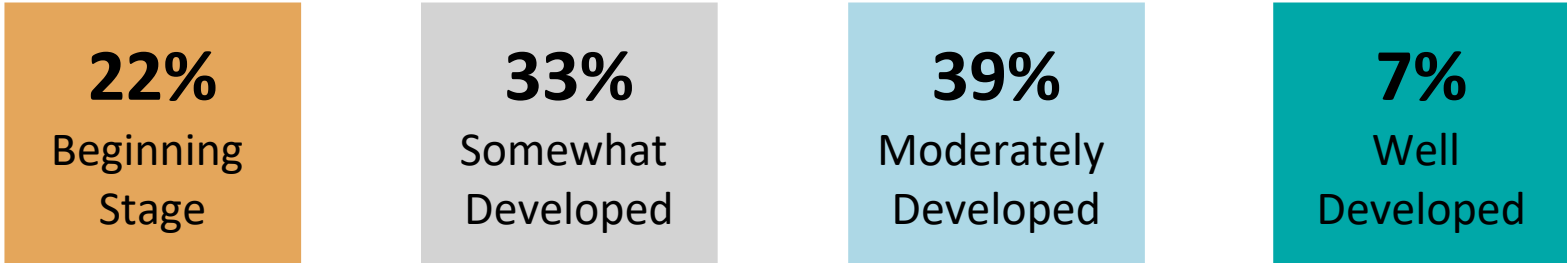 22%
Beginning
Stage
33%
Somewhat
Developed
39%
Moderately
Developed
7%
Well
Developed